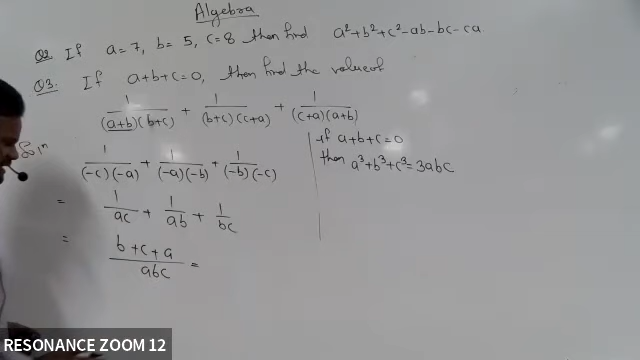 Algebra
Q2 If a=7, b=5, c=8 then find a²+b²+c²-ab-bc-ca.
Q3: If a+b+c=0, then find the value of
1/((a+b)(b+c)) + 1/((b+c)(c+a)) + 1/((c+a)(a+b))
Solⁿ
1/((-c)(-a)) + 1/((-a)(-b)) + 1/((-b)(-c))
= 1/ac + 1/ab + 1/bc
= (b+c+a)/abc =
if a+b+c=0
then a³+b³+c³=3abc
RESONANCE ZOOM 12